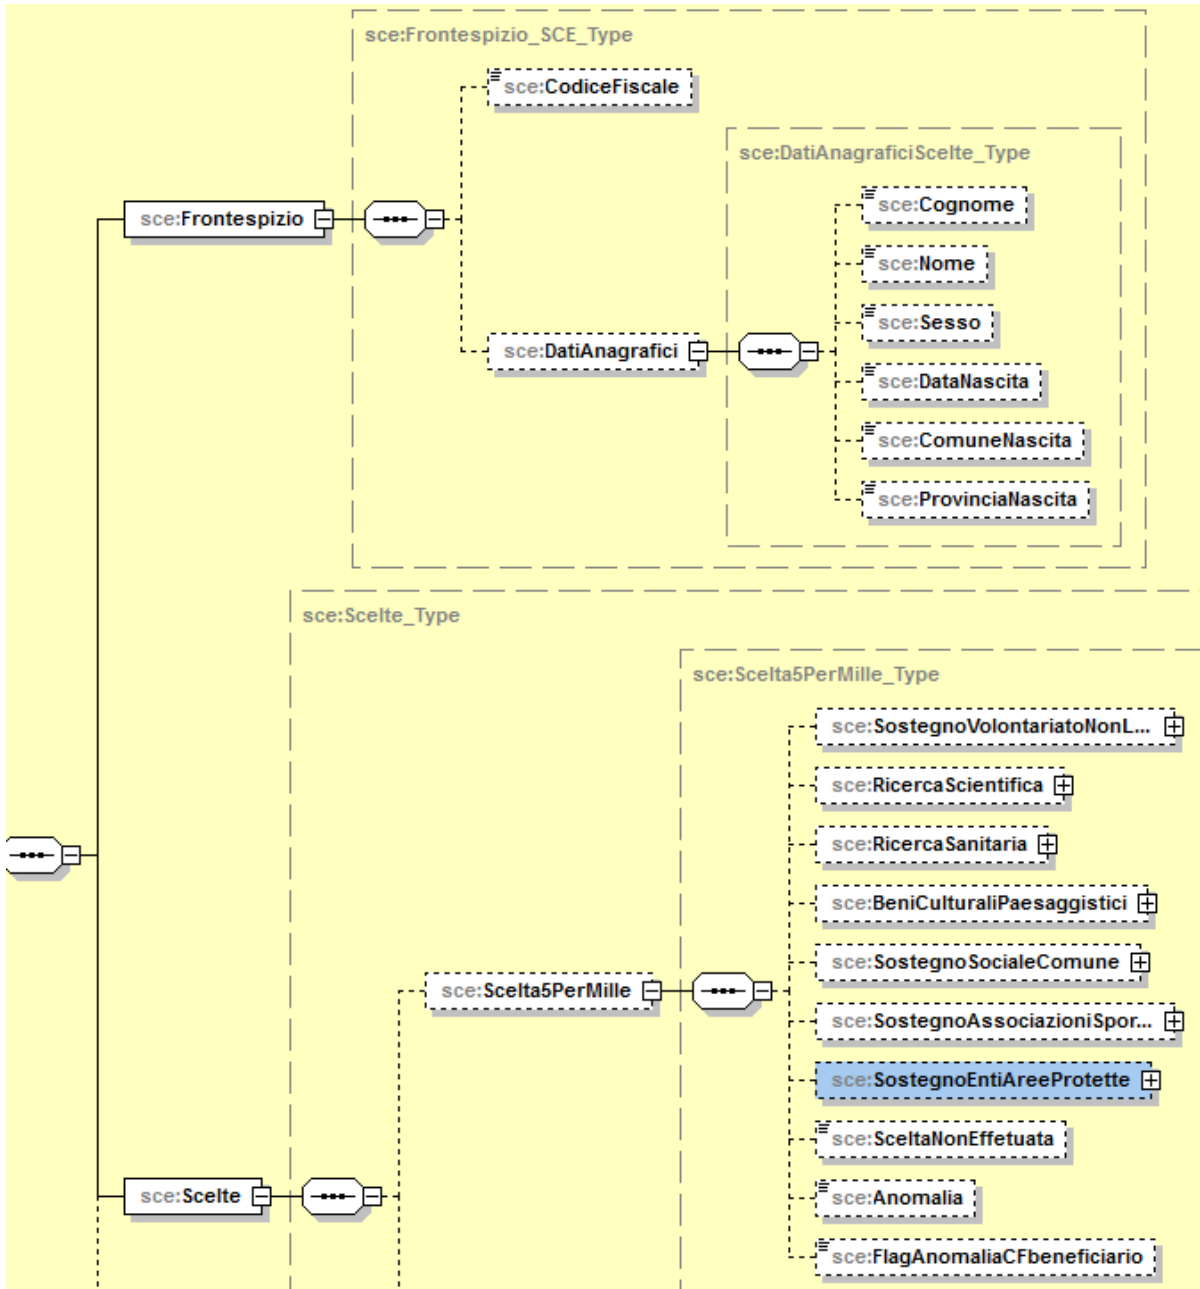 sce:Frontespizio_SCE_Type
sce:CodiceFiscale
sce:DatiAnagraficiScelte_Type
sce:Cognome
sce:Frontespizio
sce:Nome
sce:Sesso
sce:DatiAnagrafici
sce:DataNascita
sce:ComuneNascita
sce:ProvinciaNascita
sce:Scelte_Type
sce:Scelta5PerMille_Type
sce:SostegnoVolontariatoNonL...
sce:RicercaScientifica
sce:RicercaSanitaria
sce:BeniCulturaliPaesaggistici
sce:SostegnoSocialeComune
sce:Scelta5PerMille
sce:SostegnoAssociazioniSpor...
sce:SostegnoEntiAreeProtette
sce:SceltaNonEffetuata
sce:Scelte
sce:Anomalia
sce:FlagAnomaliaCFbeneficiario